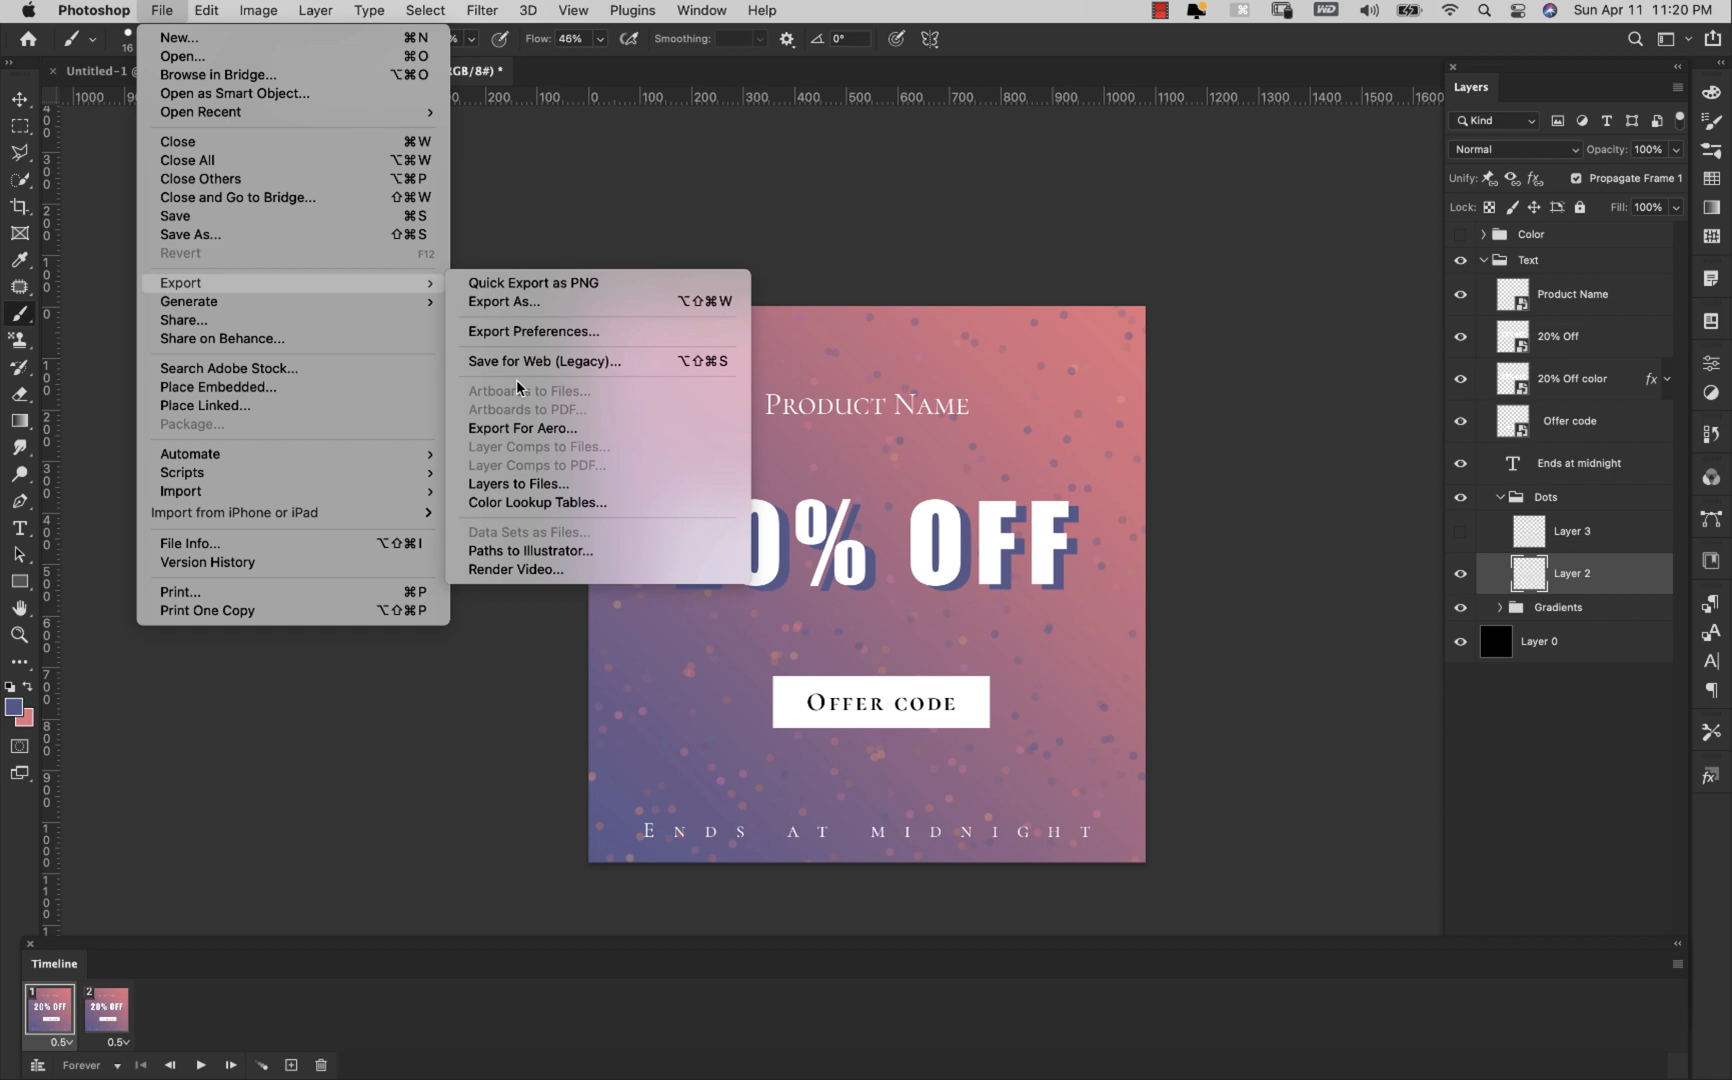 Photoshop File Edit Image Layer Type Select Filter 3D View Plugins Window Help Sun Apr 11 11:20 PM
16 % Flow: 46% Smoothing: 0°
Untitled-1 @ RGB/8#) *
1000 200 100 0 100 200 300 400 500 600 700 800 900 1000 1100 1200 1300 1400 1500 1600
New... ⌘N
Open... ⌘O
Browse in Bridge... ⌥⌘O
Open as Smart Object...
Open Recent
Close ⌘W
Close All ⌥⌘W
Close Others ⌥⌘P
Close and Go to Bridge... ⇧⌘W
Save ⌘S
Save As... ⇧⌘S
Revert F12
Export
Generate
Share...
Share on Behance...
Search Adobe Stock...
Place Embedded...
Place Linked...
Package...
Automate
Scripts
Import
Import from iPhone or iPad
File Info... ⌥⇧⌘I
Version History
Print... ⌘P
Print One Copy ⌥⇧⌘P
Quick Export as PNG
Export As... ⌥⇧⌘W
Export Preferences...
Save for Web (Legacy)... ⌥⇧⌘S
Artboards to Files...
Artboards to PDF...
Export For Aero...
Layer Comps to Files...
Layer Comps to PDF...
Layers to Files...
Color Lookup Tables...
Data Sets as Files...
Paths to Illustrator...
Render Video...
Product Name
0% OFF
Offer code
Ends at midnight
Layers
Kind
Normal Opacity: 100%
Unify: Propagate Frame 1
Lock: Fill: 100%
Color
Text
Product Name
20% Off
20% Off color fx
Offer code
Ends at midnight
Dots
Layer 3
Layer 2
Gradients
Layer 0
Timeline
1 2
20% OFF 20% OFF
0.5 0.5
Forever